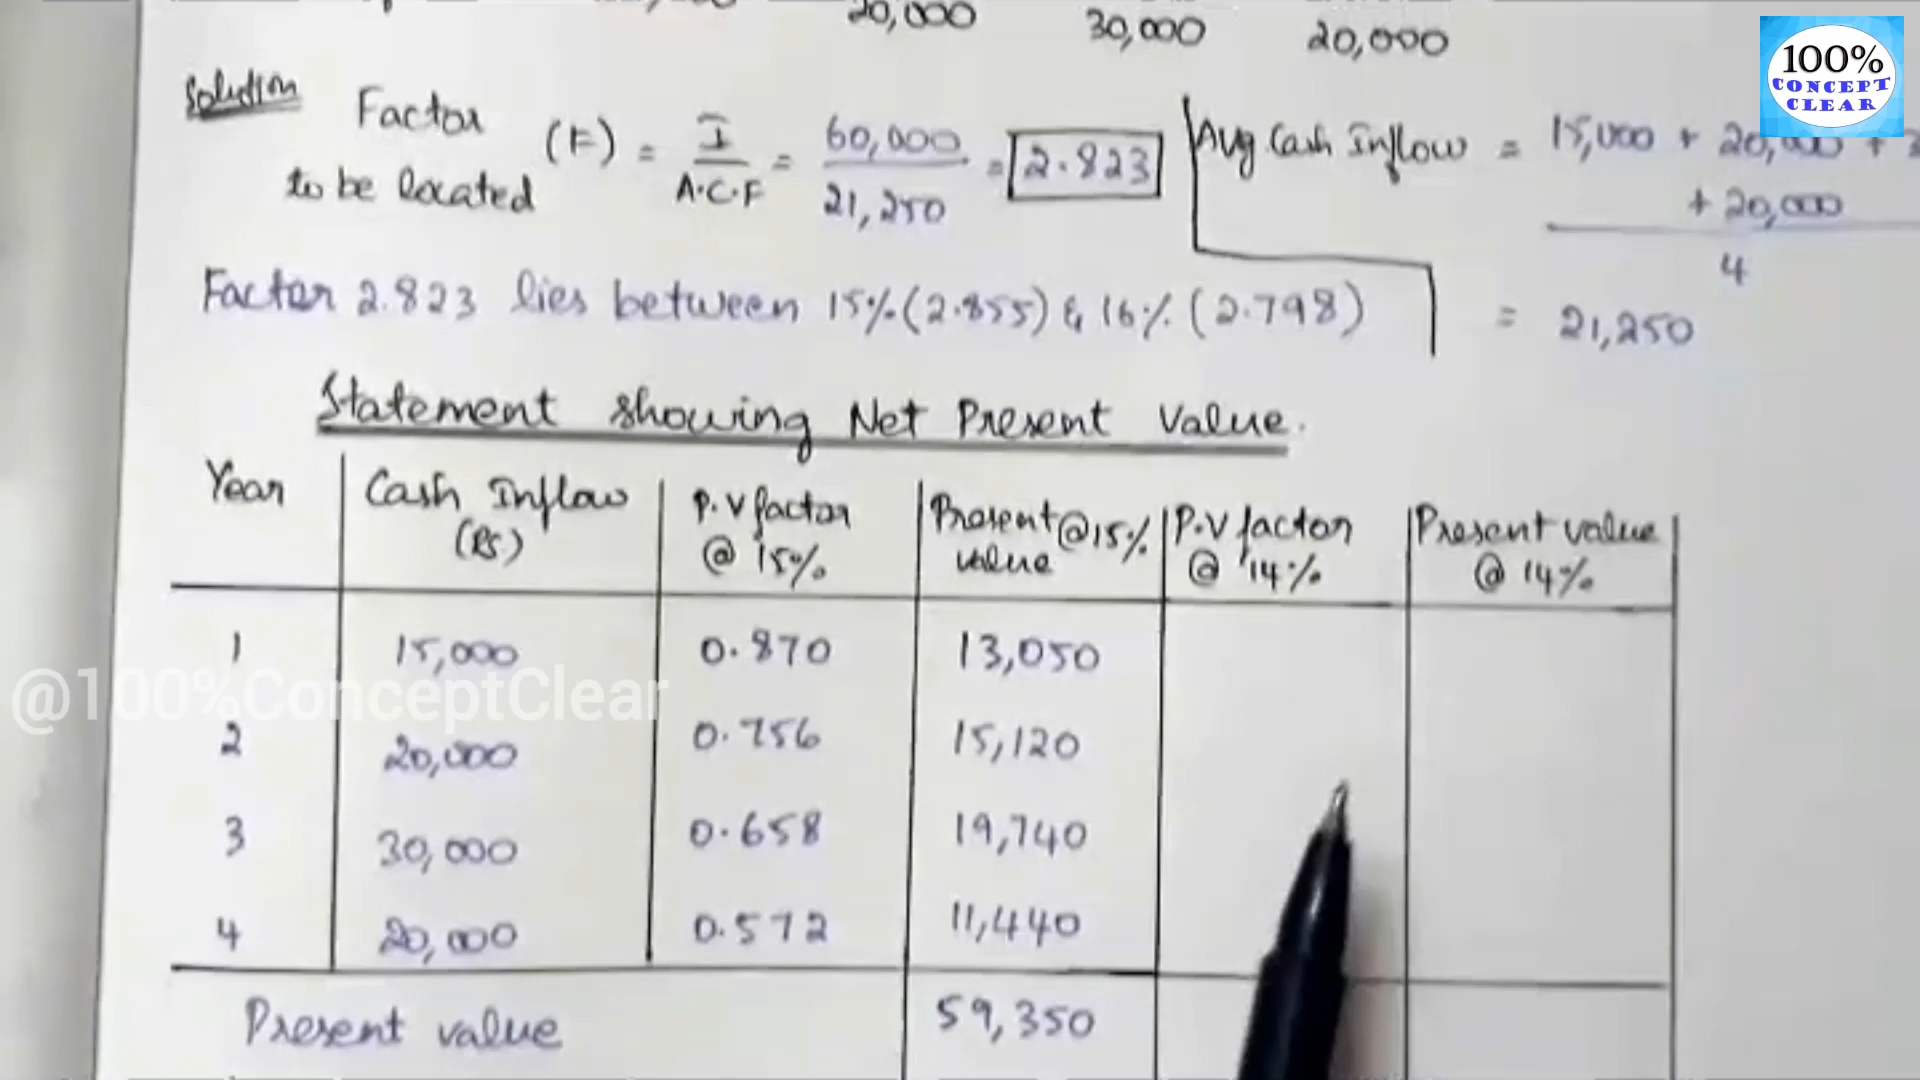 20,000 30,000 20,000
100%
CONCEPT
CLEAR
Solution
Factor to be located (F) = I / A.C.F = 60,000 / 21,250 = 2.823
Avg Cash Inflow = 15,000 + 20,000 +
+ 20,000
4
= 21,250
Factor 2.823 lies between 15% (2.855) & 16% (2.798)
Statement showing Net Present Value.
Year Cash Inflow (Rs) P.V factor @ 15% Present value @15% P.V factor @ 14% Present value @ 14%
1 15,000 0.870 13,050
@100%ConceptClear
2 20,000 0.756 15,120
3 30,000 0.658 19,740
4 20,000 0.572 11,440
Present value 59,350